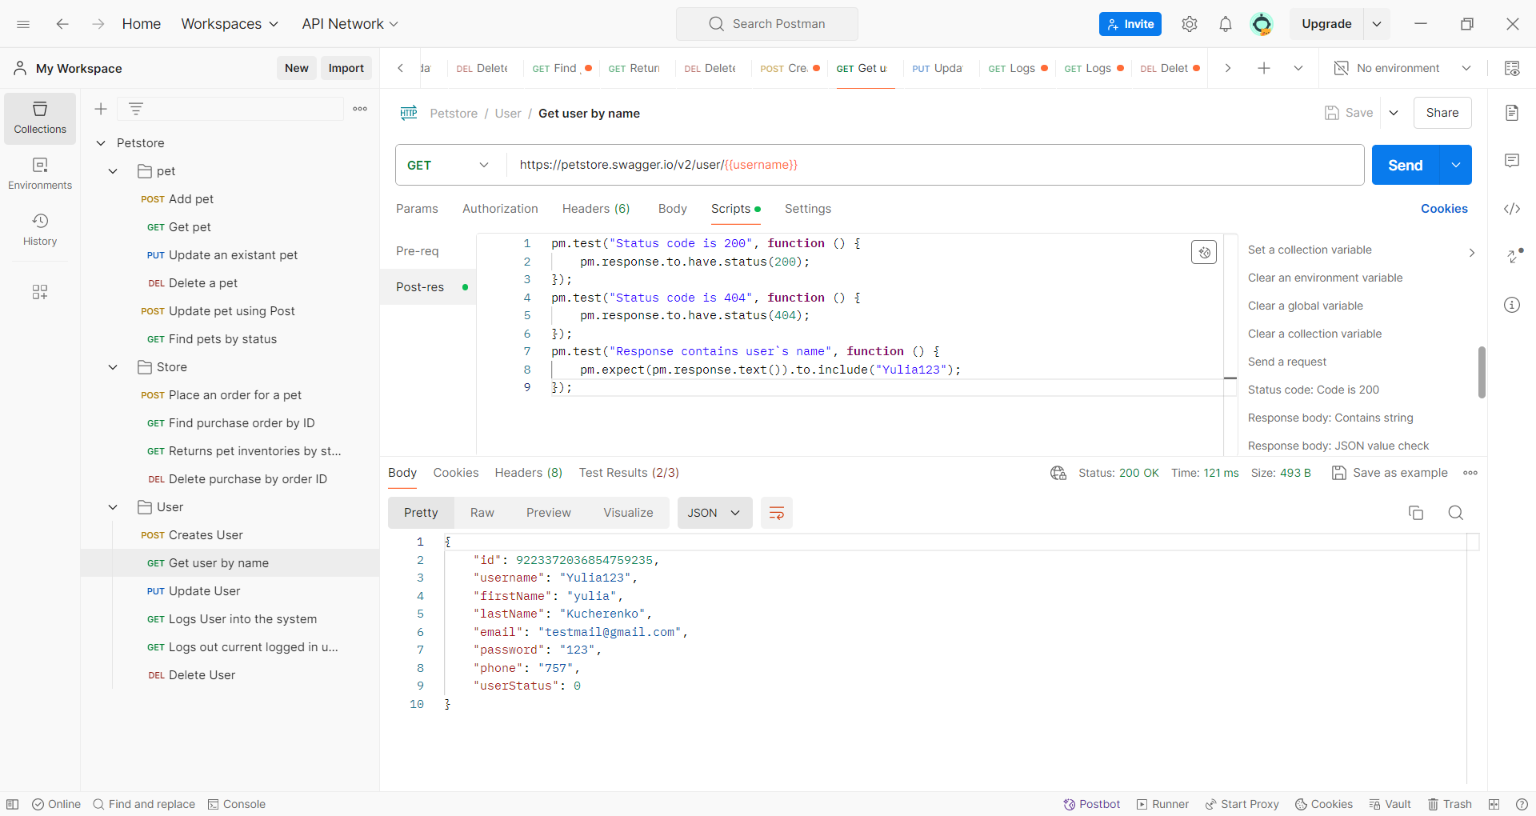 Home
Workspaces
API Network
Search Postman
Invite
Upgrade
My Workspace
New
Import
DEL Delete
GET Find
GET Return
DEL Delete
POST Cre
GET Get u
PUT Upda
GET Logs
GET Logs
DEL Delet
No environment
Collections
Environments
History
Petstore
pet
POST Add pet
GET Get pet
PUT Update an existant pet
DEL Delete a pet
POST Update pet using Post
GET Find pets by status
Store
POST Place an order for a pet
GET Find purchase order by ID
GET Returns pet inventories by st...
DEL Delete purchase by order ID
User
POST Creates User
GET Get user by name
PUT Update User
GET Logs User into the system
GET Logs out current logged in u...
DEL Delete User
HTTP Petstore / User / Get user by name
Save
Share
GET
https://petstore.swagger.io/v2/user/{{username}}
Send
Params
Authorization
Headers (6)
Body
Scripts
Settings
Cookies
Pre-req
Post-res
1 pm.test("Status code is 200", function () {
2 pm.response.to.have.status(200);
3 });
4 pm.test("Status code is 404", function () {
5 pm.response.to.have.status(404);
6 });
7 pm.test("Response contains user`s name", function () {
8 pm.expect(pm.response.text()).to.include("Yulia123");
9 });
Set a collection variable
Clear an environment variable
Clear a global variable
Clear a collection variable
Send a request
Status code: Code is 200
Response body: Contains string
Response body: JSON value check
Body
Cookies
Headers (8)
Test Results (2/3)
Status: 200 OK
Time: 121 ms
Size: 493 B
Save as example
Pretty
Raw
Preview
Visualize
JSON
1 {
2 "id": 9223372036854759235,
3 "username": "Yulia123",
4 "firstName": "yulia",
5 "lastName": "Kucherenko",
6 "email": "testmail@gmail.com",
7 "password": "123",
8 "phone": "757",
9 "userStatus": 0
10 }
Online
Find and replace
Console
Postbot
Runner
Start Proxy
Cookies
Vault
Trash